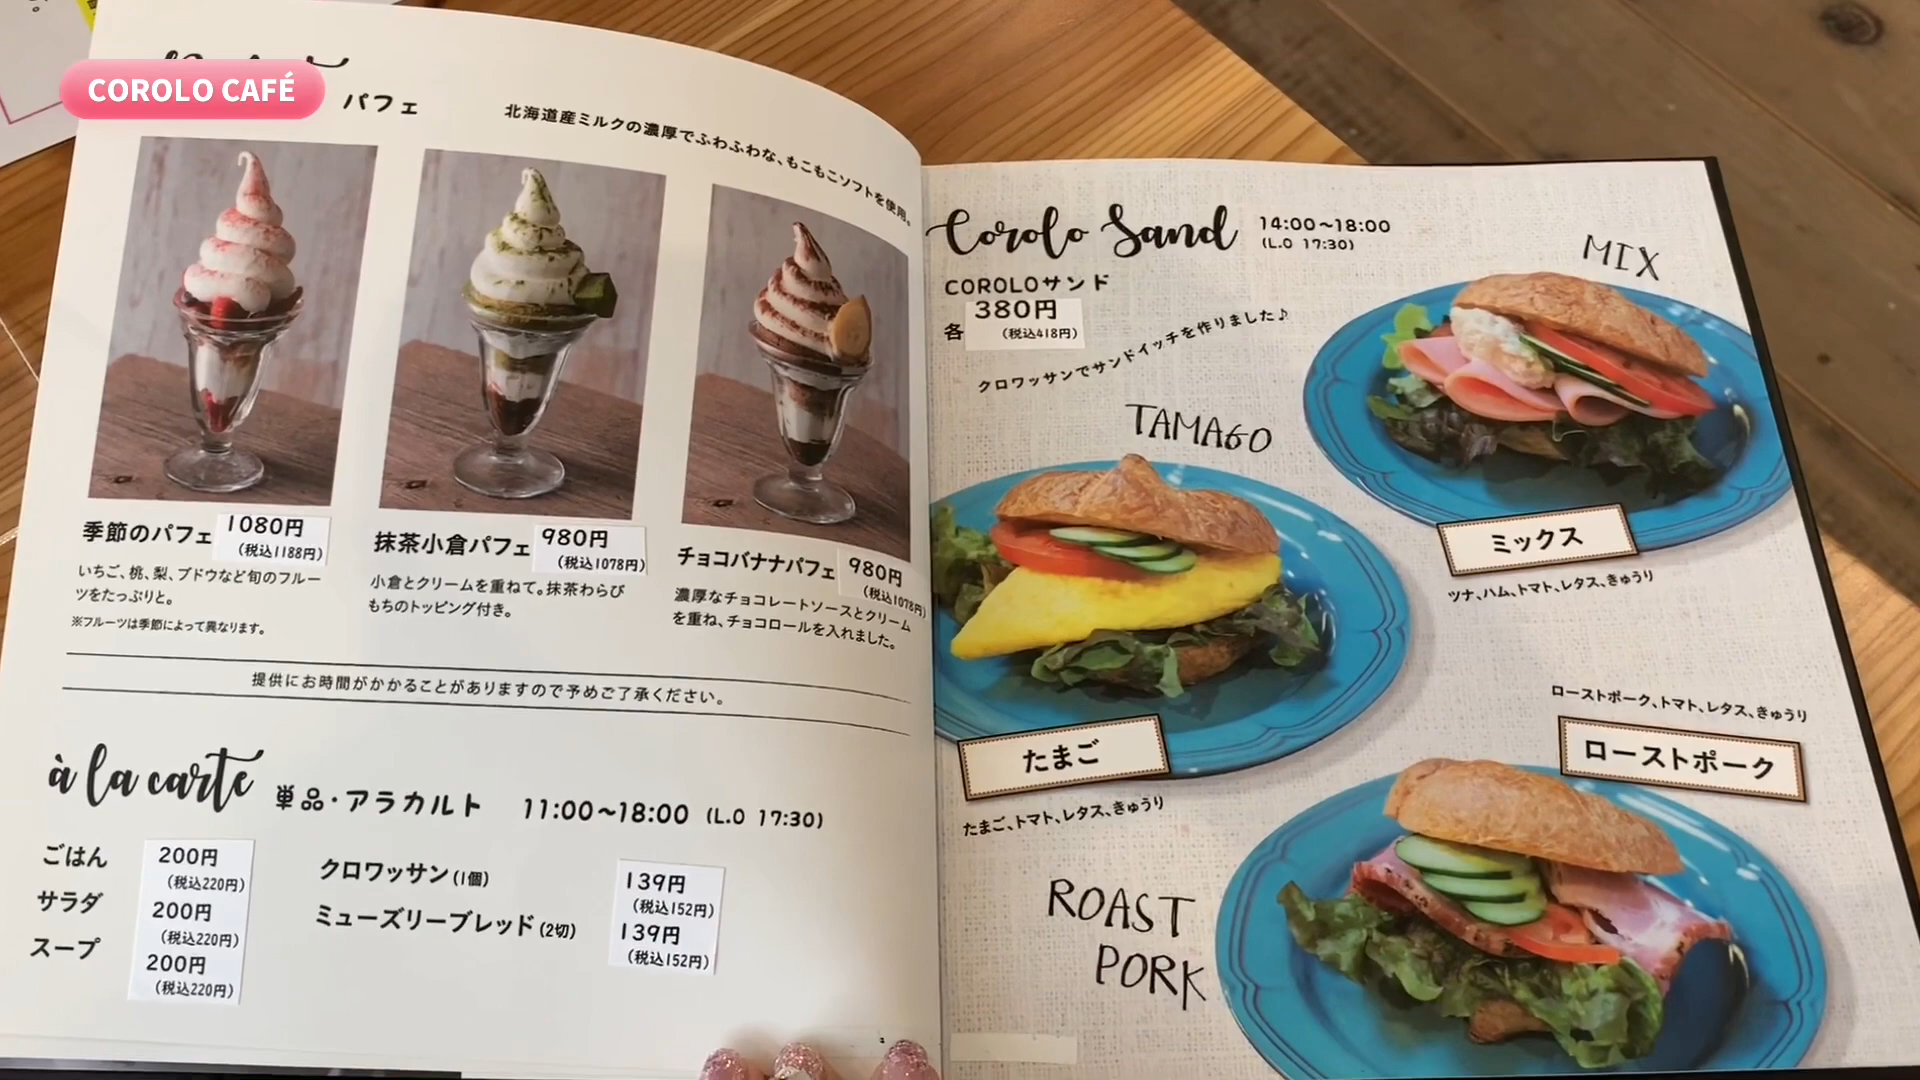 COROLO CAFÉ
パフェ
北海道産ミルクの濃厚でふわふわな、もこもこソフトを使用。
季節のパフェ 1080円
(税込1188円)
いちご、桃、梨、ブドウなど旬のフルー
ツをたっぷりと。
※フルーツは季節によって異なります。
抹茶小倉パフェ 980円
(税込1078円)
小倉とクリームを重ねて。抹茶わらび
もちのトッピング付き。
チョコバナナパフェ 980円
(税込1078円)
濃厚なチョコレートソースとクリーム
を重ね、チョコロールを入れました。
提供にお時間がかかることがありますので予めご了承ください。
à la carte 単品・アラカルト 11:00~18:00 (L.O 17:30)
ごはん 200円
(税込220円)
サラダ 200円
(税込220円)
スープ 200円
(税込220円)
クロワッサン(1個) 139円
(税込152円)
ミューズリーブレッド(2切) 139円
(税込152円)
Corolo Sand 14:00~18:00
(L.O 17:30)
COROLOサンド
各 380円
(税込418円)
クロワッサンでサンドイッチを作りました♪
MIX
ミックス
ツナ、ハム、トマト、レタス、きゅうり
TAMAGO
たまご
たまご、トマト、レタス、きゅうり
ローストポーク、トマト、レタス、きゅうり
ローストポーク
ROAST
PORK